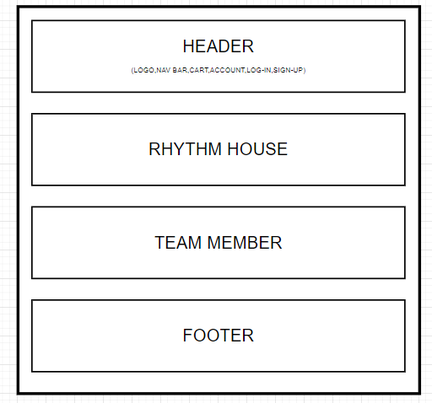 HEADER
(LOGO,NAV BAR,CART,ACCOUNT,LOG-IN,SIGN-UP)
RHYTHM HOUSE
TEAM MEMBER
FOOTER